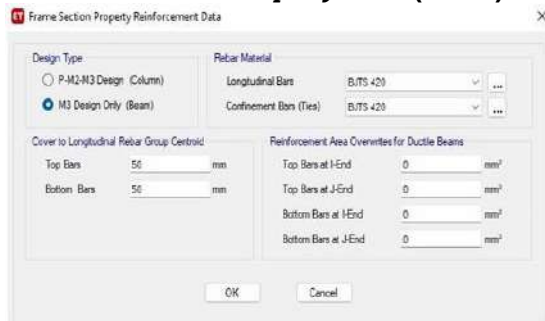 ET Frame Section Property Reinforcement Data
Design Type
P-M2-M3 Design (Column)
M3 Design Only (Beam)
Rebar Material
Longitudinal Bars BJTS 420 ...
Confinement Bars (Ties) BJTS 420 ...
Cover to Longitudinal Rebar Group Centroid
Top Bars 50 mm
Bottom Bars 50 mm
Reinforcement Area Overwrites for Ductile Beams
Top Bars at I-End 0 mm²
Top Bars at J-End 0 mm²
Bottom Bars at I-End 0 mm²
Bottom Bars at J-End 0 mm²
OK Cancel